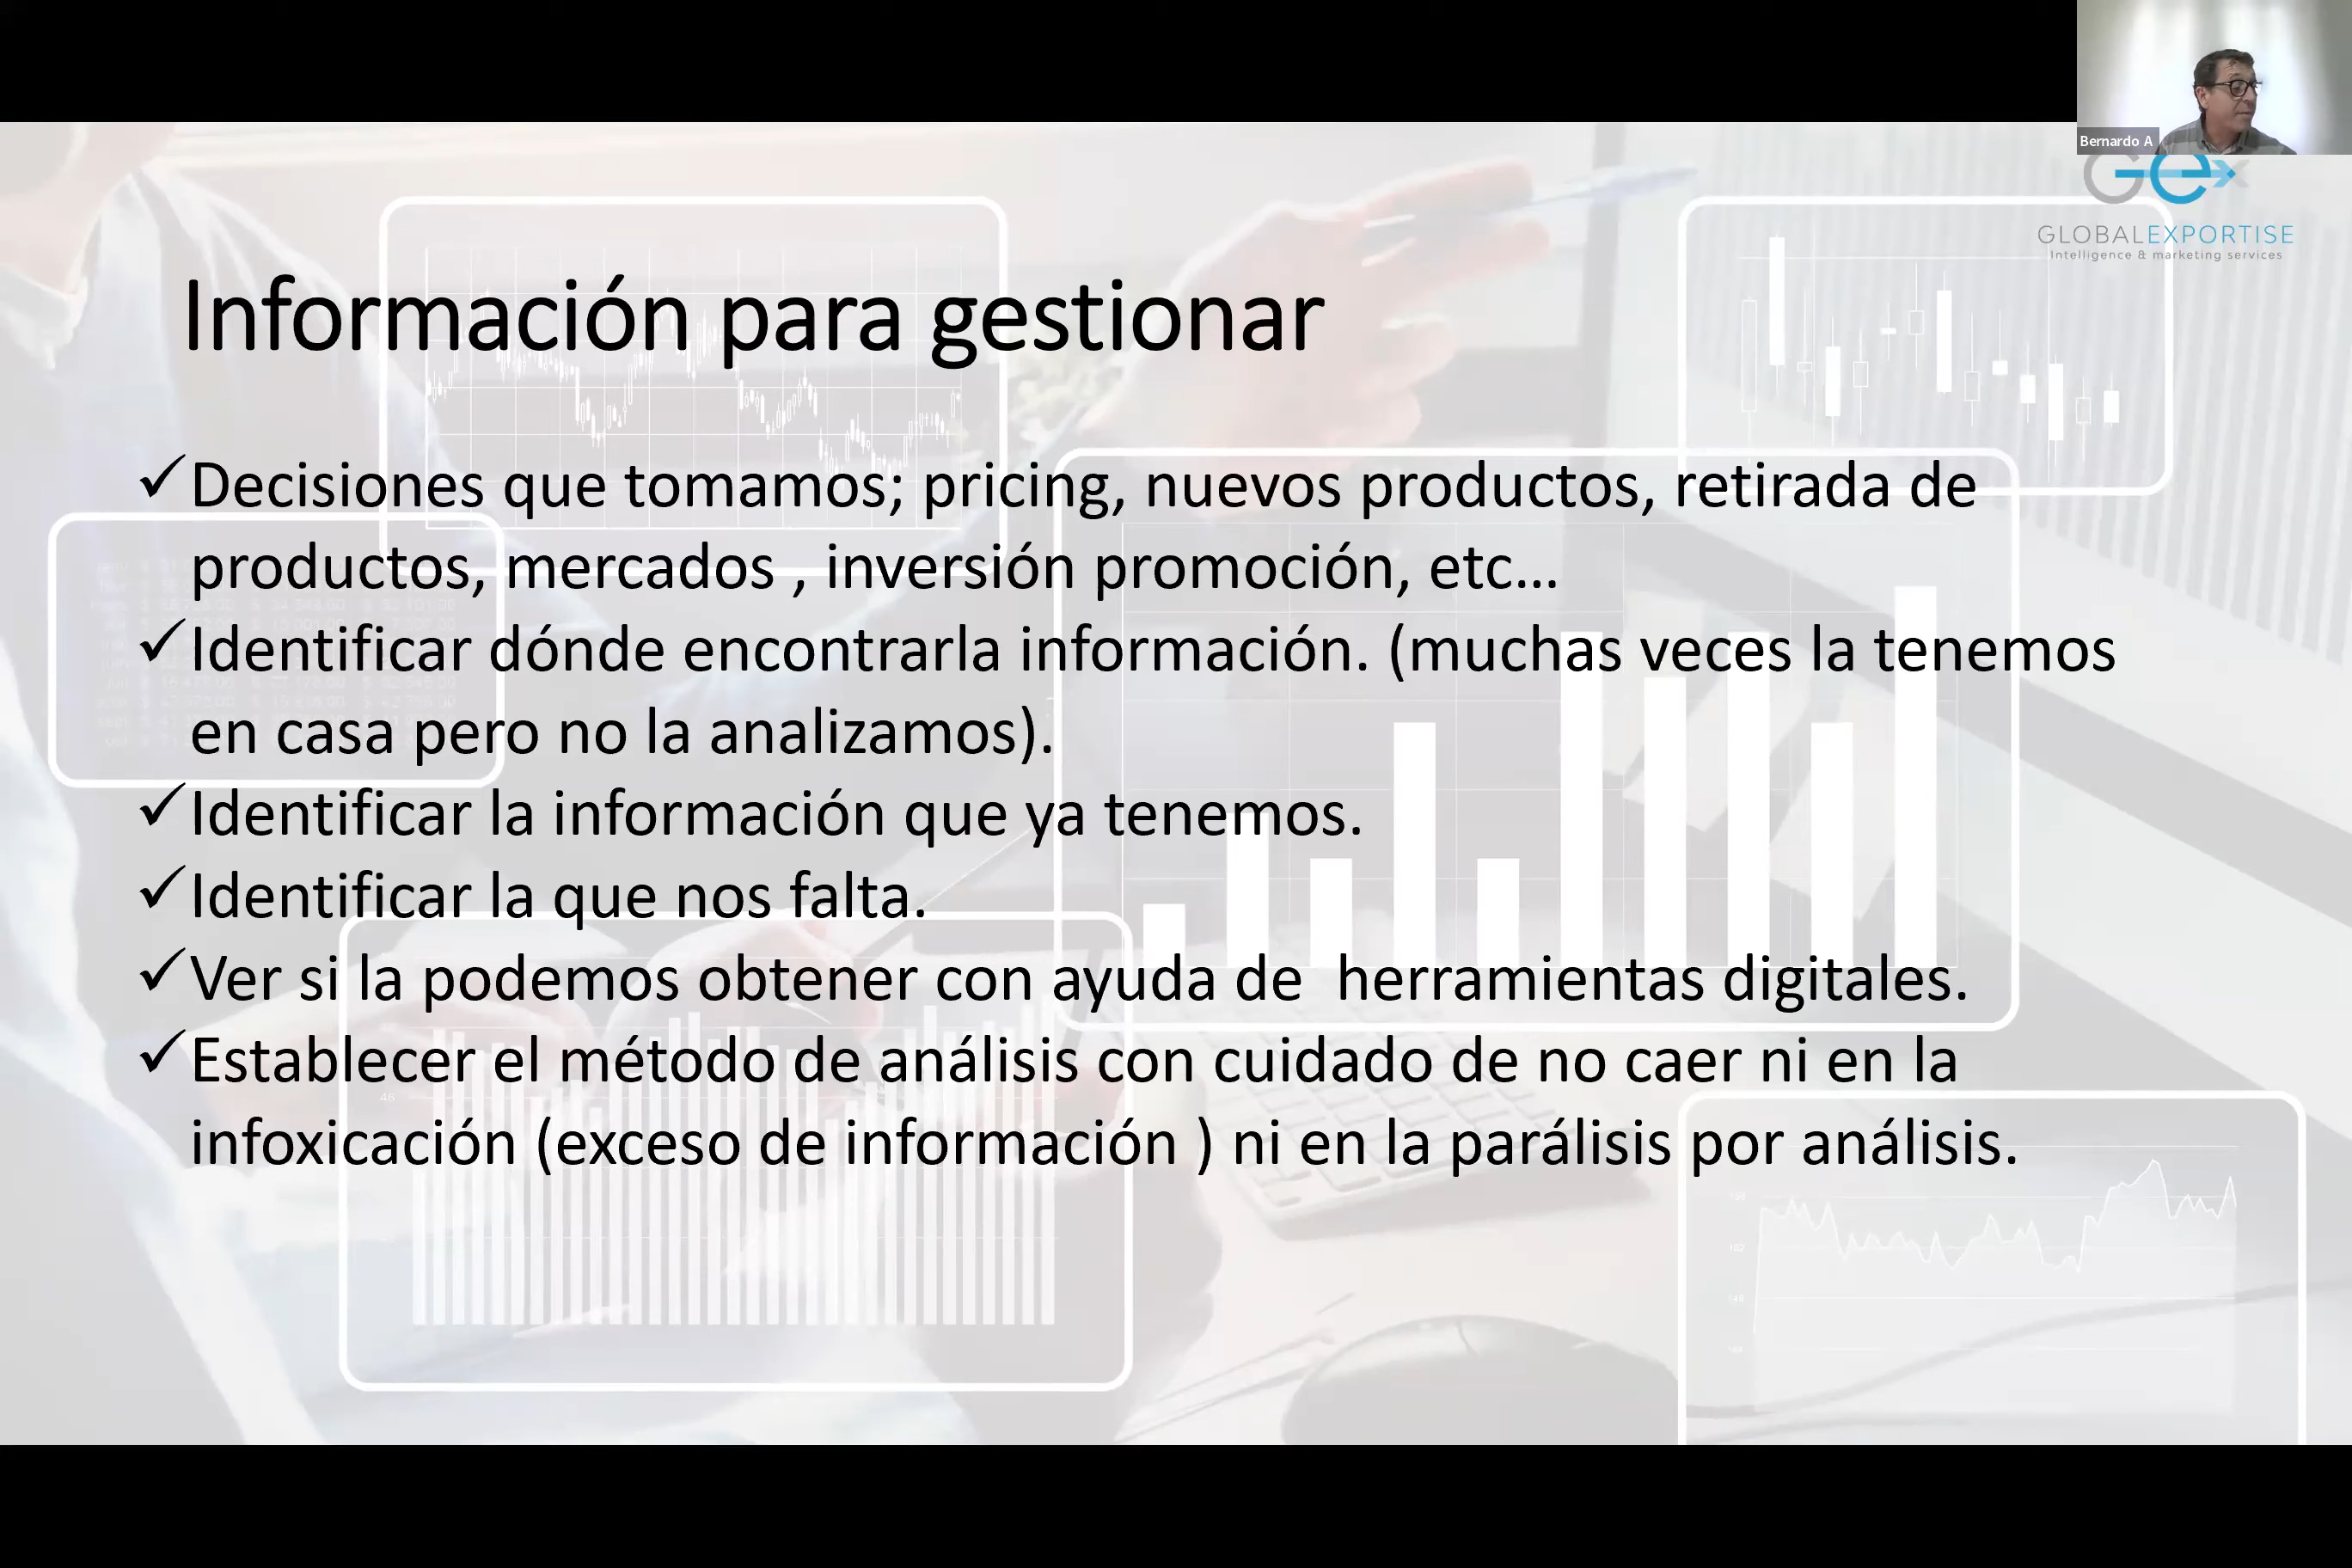 Bernardo A
Gex
GLOBALEXPORTISE
Intelligence & marketing services
Información para gestionar
✓Decisiones que tomamos; pricing, nuevos productos, retirada de
productos, mercados , inversión promoción, etc...
✓Identificar dónde encontrarla información. (muchas veces la tenemos
en casa pero no la analizamos).
✓Identificar la información que ya tenemos.
✓Identificar la que nos falta.
✓Ver si la podemos obtener con ayuda de  herramientas digitales.
✓Establecer el método de análisis con cuidado de no caer ni en la
infoxicación (exceso de información ) ni en la parálisis por análisis.